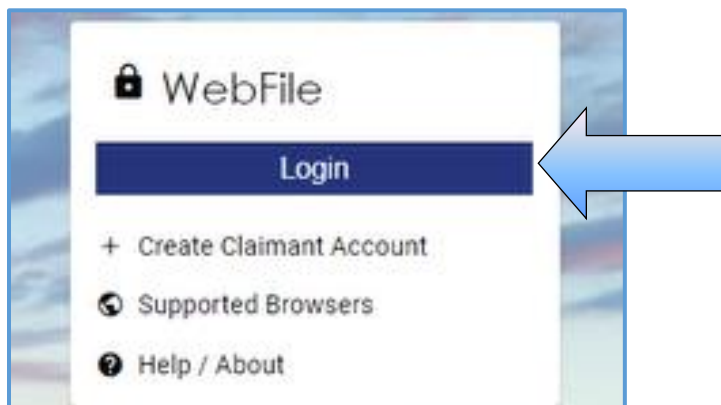 WebFile
Login
+ Create Claimant Account
Supported Browsers
Help / About